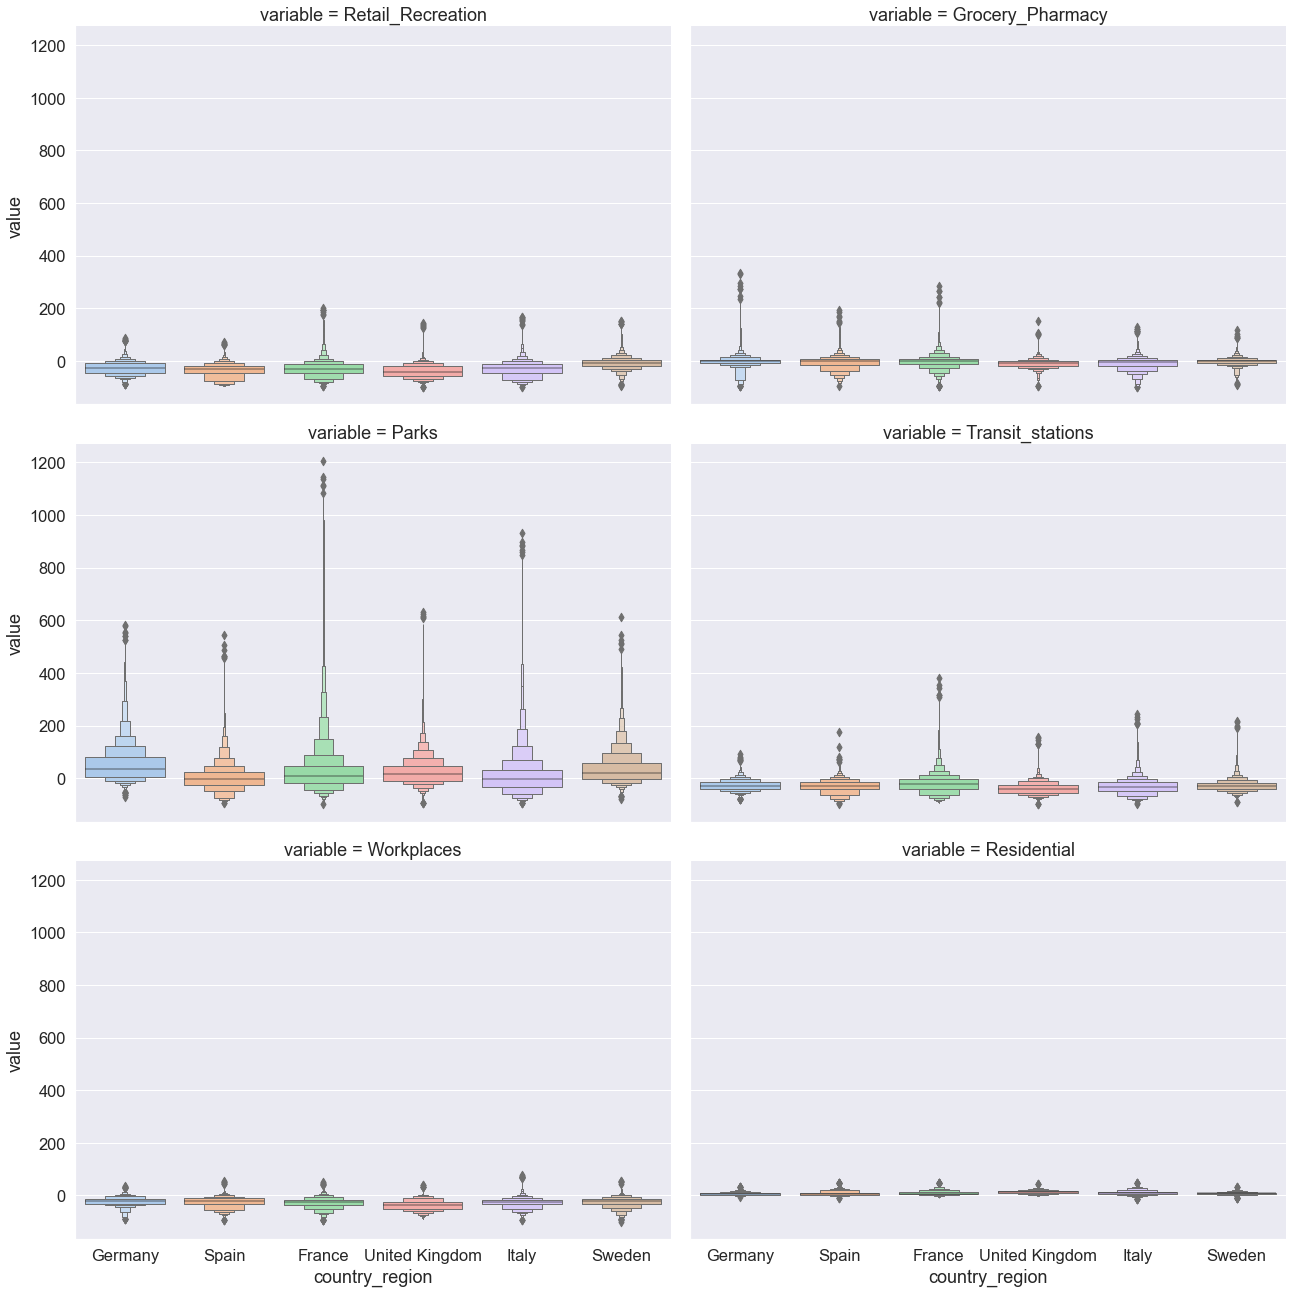 variable = Retail_Recreation
variable = Grocery_Pharmacy
1200
1000
800
600
400
200
0
value
variable = Parks
variable = Transit_stations
1200
1000
800
600
400
200
0
value
variable = Workplaces
variable = Residential
1200
1000
800
600
400
200
0
value
Germany Spain France United Kingdom Italy Sweden
country_region
Germany Spain France United Kingdom Italy Sweden
country_region